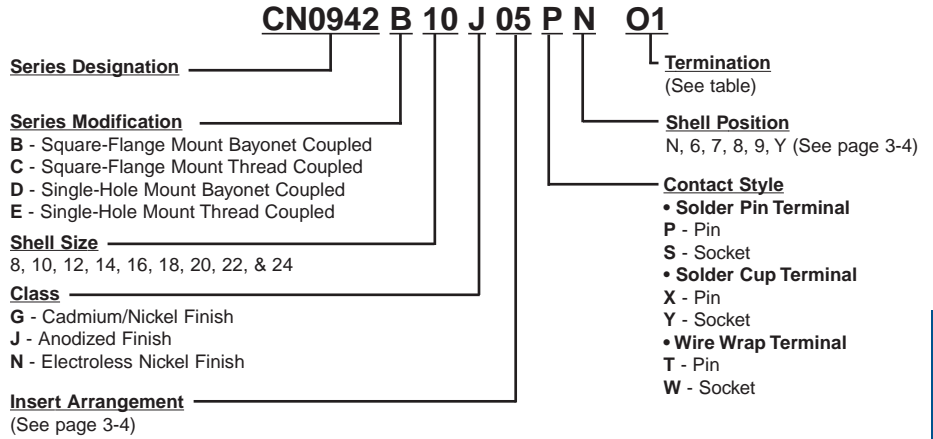 CN0942 B 10 J 05 P N O1
Series Designation
Series Modification
B - Square-Flange Mount Bayonet Coupled
C - Square-Flange Mount Thread Coupled
D - Single-Hole Mount Bayonet Coupled
E - Single-Hole Mount Thread Coupled
Shell Size
8, 10, 12, 14, 16, 18, 20, 22, & 24
Class
G - Cadmium/Nickel Finish
J - Anodized Finish
N - Electroless Nickel Finish
Insert Arrangement
(See page 3-4)
Termination
(See table)
Shell Position
N, 6, 7, 8, 9, Y (See page 3-4)
Contact Style
• Solder Pin Terminal
P - Pin
S - Socket
• Solder Cup Terminal
X - Pin
Y - Socket
• Wire Wrap Terminal
T - Pin
W - Socket